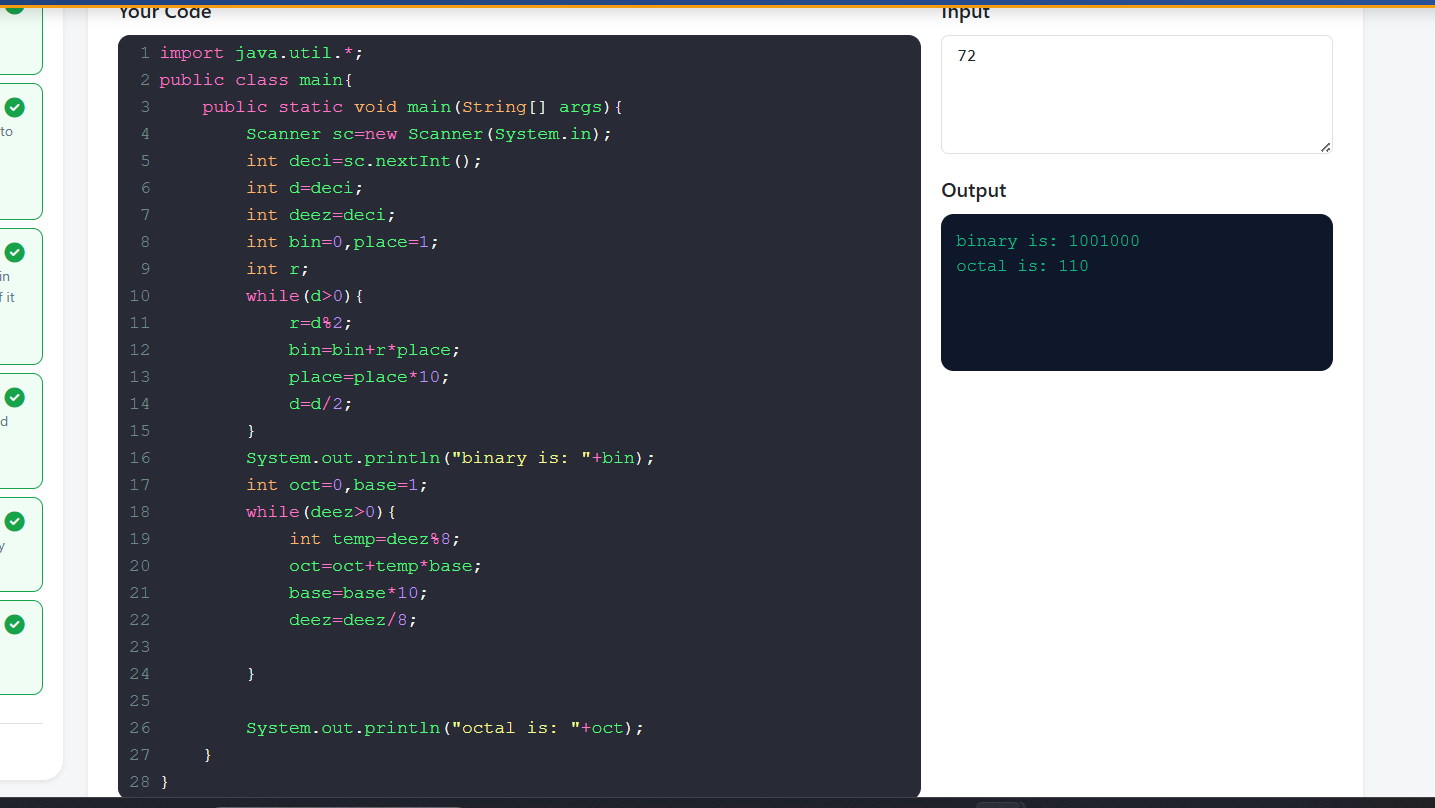 to
in
f it
d
y
Your Code
1 import java.util.*;
2 public class main{
3     public static void main(String[] args){
4         Scanner sc=new Scanner(System.in);
5         int deci=sc.nextInt();
6         int d=deci;
7         int deez=deci;
8         int bin=0,place=1;
9         int r;
10         while(d>0){
11             r=d%2;
12             bin=bin+r*place;
13             place=place*10;
14             d=d/2;
15         }
16         System.out.println("binary is: "+bin);
17         int oct=0,base=1;
18         while(deez>0){
19             int temp=deez%8;
20             oct=oct+temp*base;
21             base=base*10;
22             deez=deez/8;
23
24         }
25
26         System.out.println("octal is: "+oct);
27     }
28 }
Input
72
Output
binary is: 1001000
octal is: 110